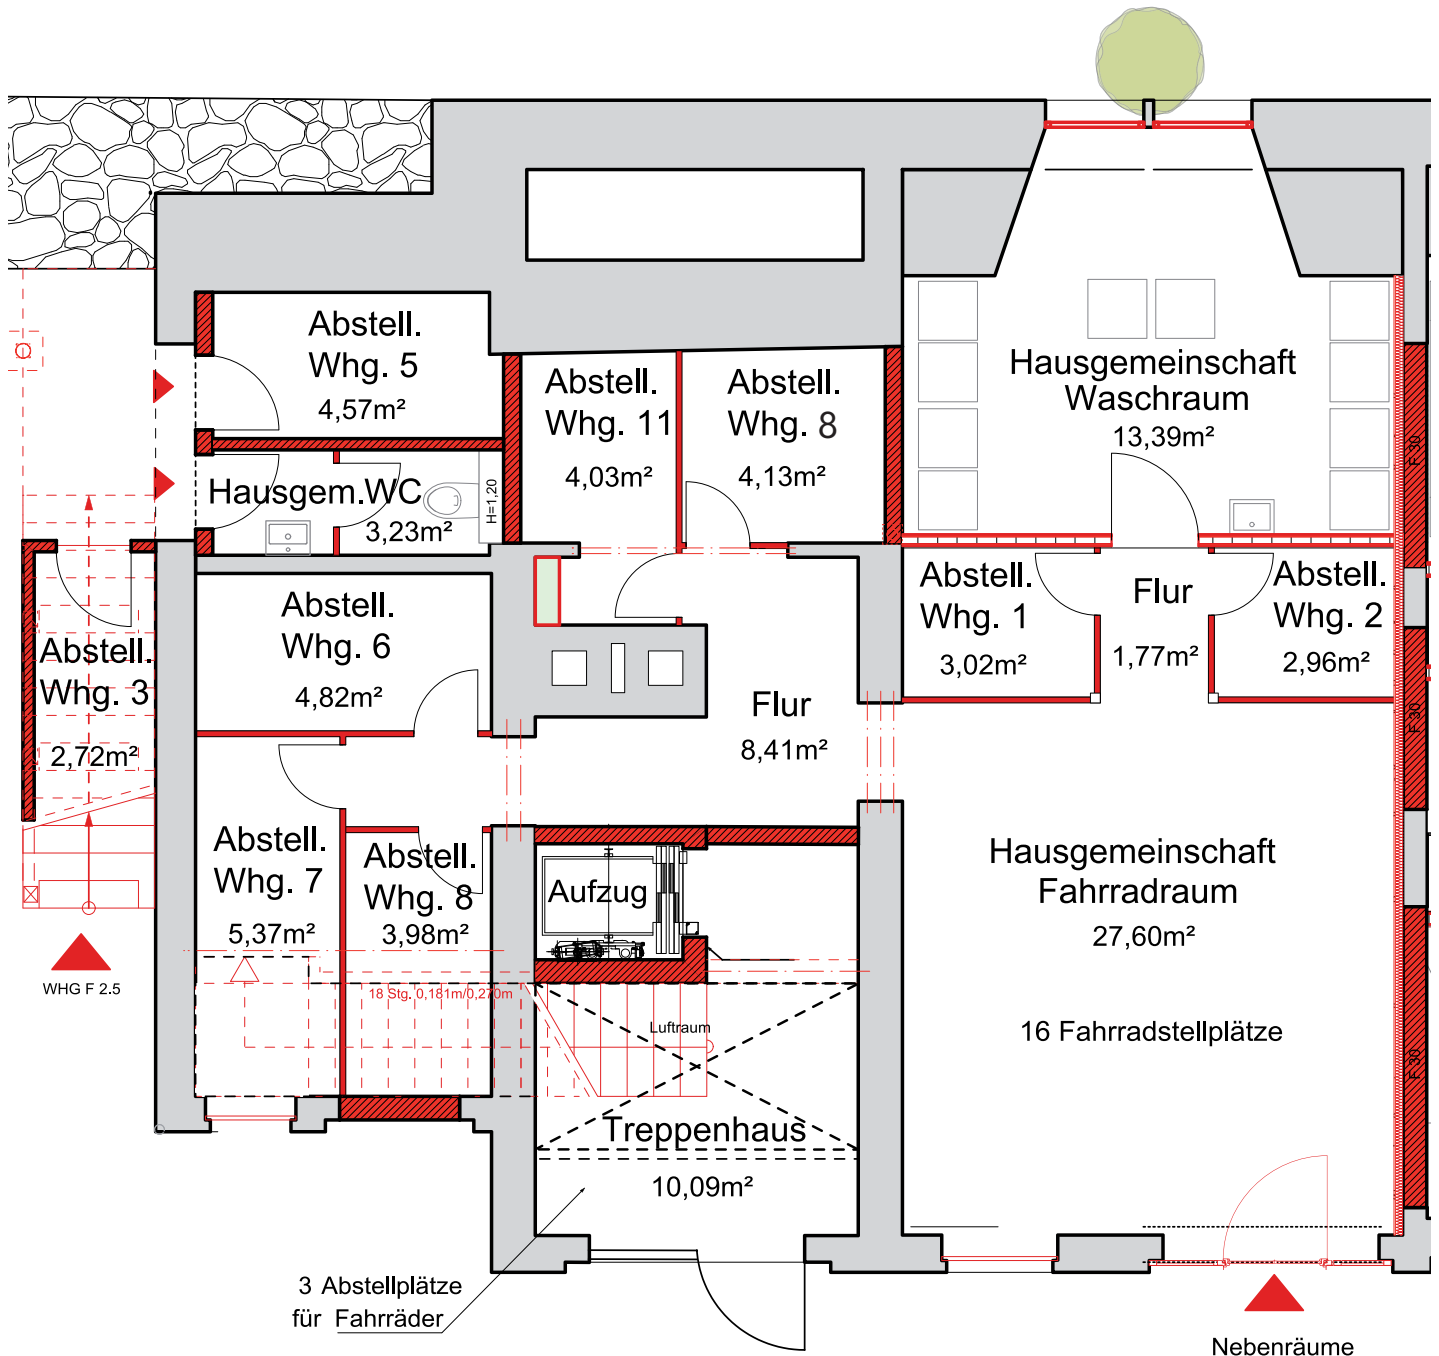 Abstell.
Whg. 5
4,57m²
Hausgem.WC
3,23m²
H=1,20
Abstell.
Whg. 11
4,03m²
Abstell.
Whg. 8
4,13m²
Hausgemeinschaft
Waschraum
13,39m²
F 30
Abstell.
Whg. 1
3,02m²
Flur
1,77m²
Abstell.
Whg. 2
2,96m²
Abstell.
Whg. 3
2,72m²
Abstell.
Whg. 6
4,82m²
Flur
8,41m²
F 30
Abstell.
Whg. 7
5,37m²
Abstell.
Whg. 8
3,98m²
Aufzug
Hausgemeinschaft
Fahrradraum
27,60m²
WHG F 2.5
18 Stg. 0,181m/0,270m
Luftraum
16 Fahrradstellplätze
F 30
Treppenhaus
10,09m²
3 Abstellplätze
für Fahrräder
Nebenräume